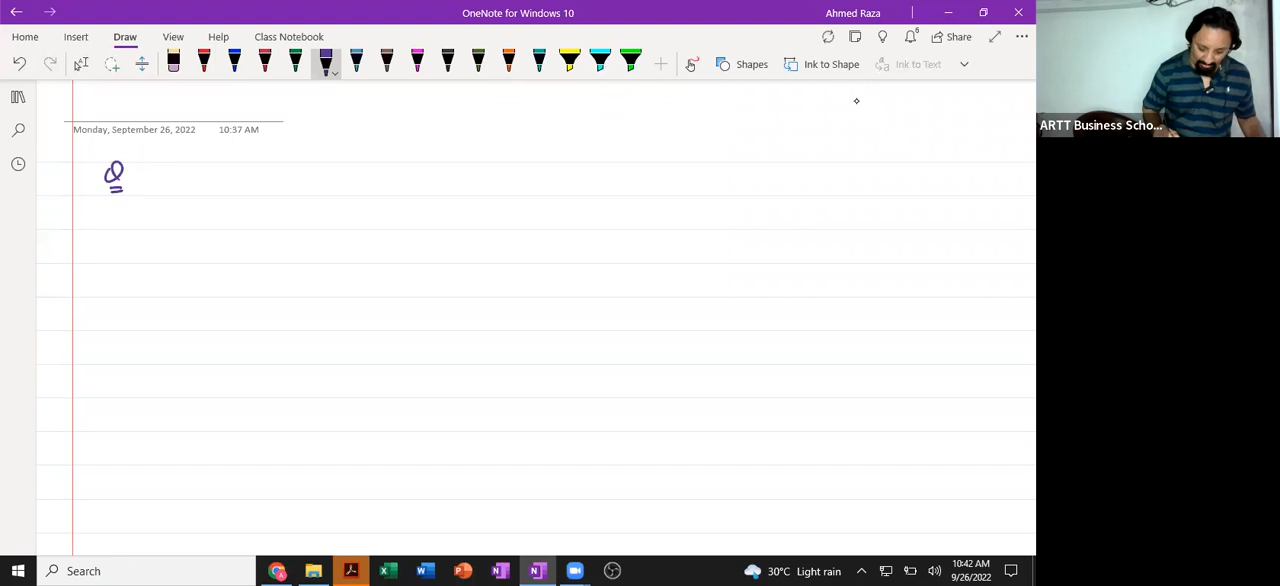 OneNote for Windows 10
Ahmed Raza
Home Insert Draw View Help Class Notebook
6 Share
Shapes Ink to Shape Ink to Text
Monday, September 26, 2022 10:37 AM
Q
ARTT Business Scho...
Search
30°C Light rain
10:42 AM
9/26/2022